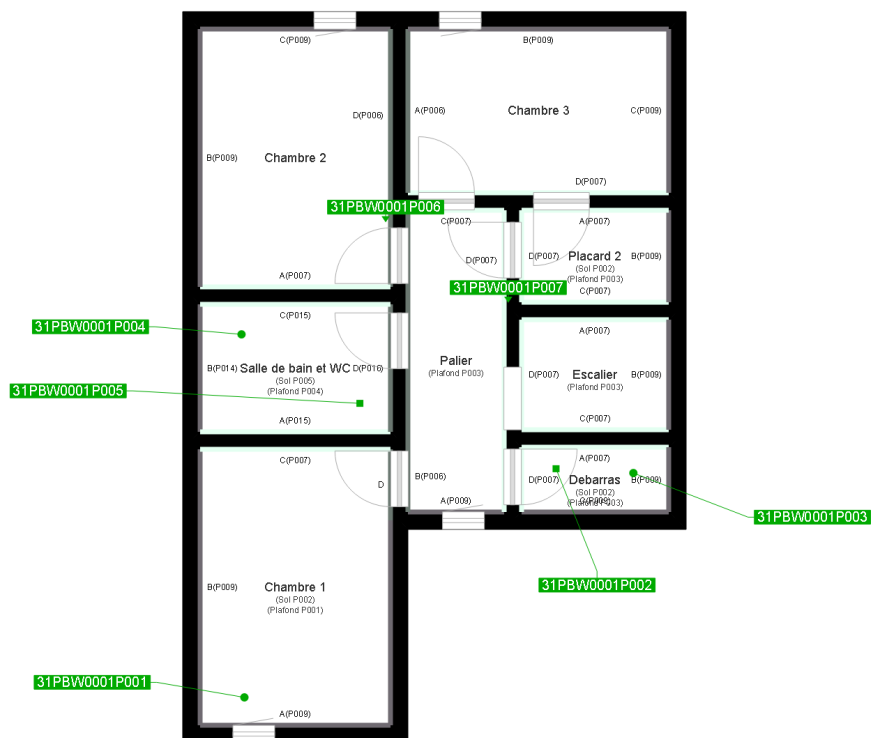 C(P009)
B(P009)
A(P006)
Chambre 3
C(P009)
D(P006)
Chambre 2
B(P009)
D(P007)
31PBW0001P006
C(P007)
A(P007)
D(P007)
D(P007)
Placard 2
B(P009)
(Sol P002)
(Plafond P003)
A(P007)
31PBW0001P007
C(P007)
C(P015)
31PBW0001P004
A(P007)
B(P014)
Salle de bain et WC
D(P016)
(Sol P005)
(Plafond P004)
Palier
(Plafond P003)
D(P007)
Escalier
B(P009)
(Plafond P003)
31PBW0001P005
A(P015)
C(P007)
C(P007)
A(P007)
D
B(P006)
D(P007)
Debarras
B(P009)
(Sol P002)
(Plafond P003)
C(P009)
A(P009)
31PBW0001P003
B(P009)
Chambre 1
(Sol P002)
(Plafond P001)
31PBW0001P002
31PBW0001P001
A(P009)